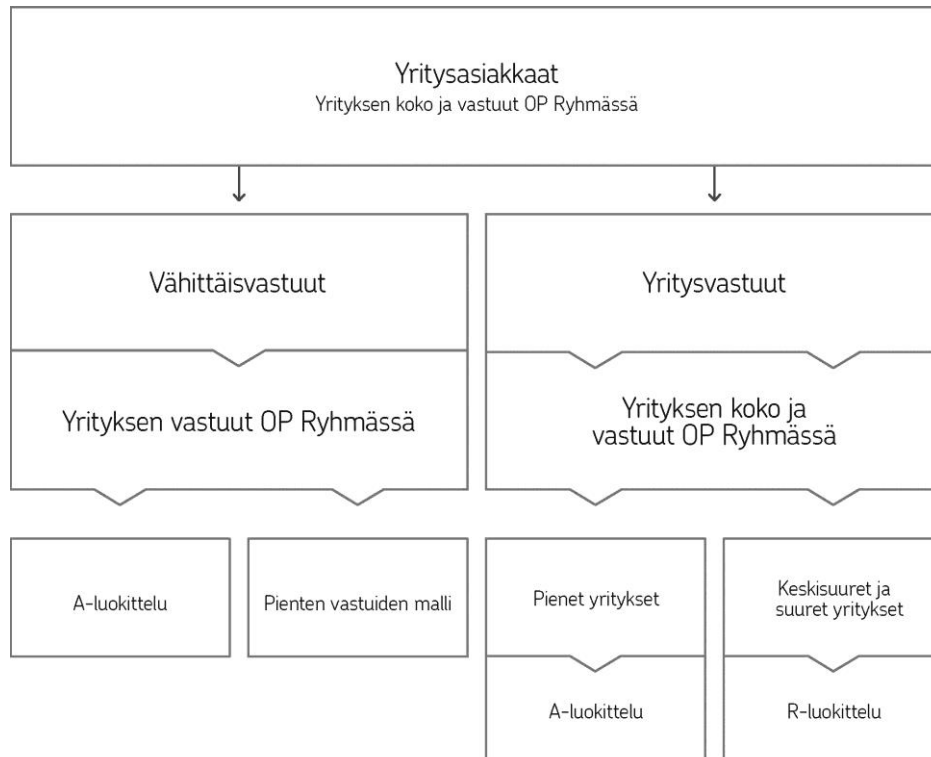 Yritysasiakkaat
Yrityksen koko ja vastuut OP Ryhmässä
Vähittäisvastuut
Yritysvastuut
Yrityksen vastuut OP Ryhmässä
Yrityksen koko ja
vastuut OP Ryhmässä
A-luokittelu
Pienten vastuiden malli
Pienet yritykset
Keskisuuret ja
suuret yritykset
A-luokittelu
R-luokittelu